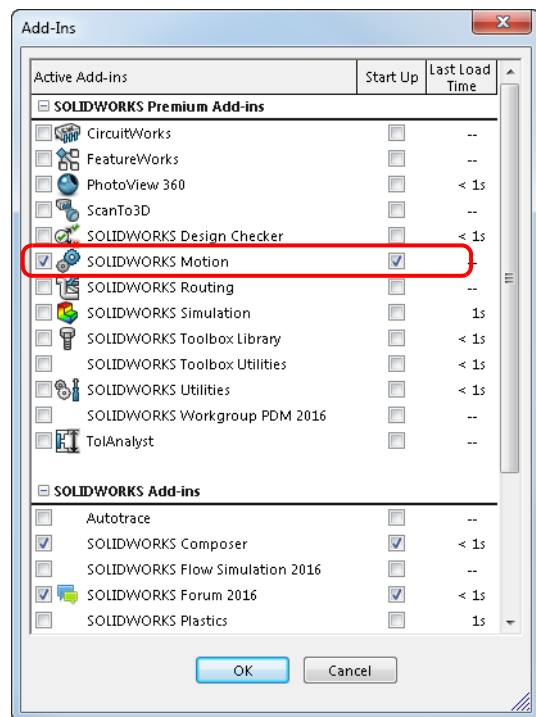 Add-Ins
Active Add-ins Start Up Last Load Time
SOLIDWORKS Premium Add-ins
CircuitWorks --
FeatureWorks --
PhotoView 360 < 1s
ScanTo3D --
SOLIDWORKS Design Checker < 1s
SOLIDWORKS Motion --
SOLIDWORKS Routing --
SOLIDWORKS Simulation 1s
SOLIDWORKS Toolbox Library < 1s
SOLIDWORKS Toolbox Utilities < 1s
SOLIDWORKS Utilities < 1s
SOLIDWORKS Workgroup PDM 2016 --
TolAnalyst --
SOLIDWORKS Add-ins
Autotrace --
SOLIDWORKS Composer < 1s
SOLIDWORKS Flow Simulation 2016 --
SOLIDWORKS Forum 2016 < 1s
SOLIDWORKS Plastics 1s
OK Cancel